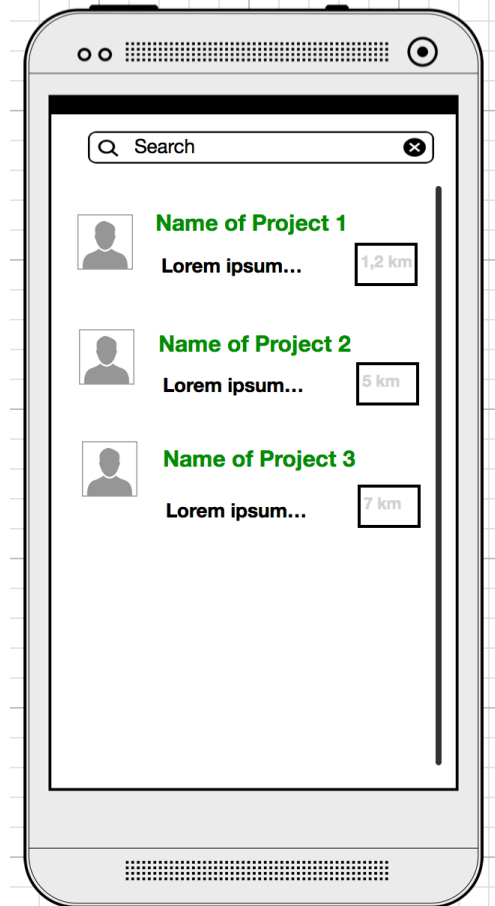 Search
Name of Project 1
Lorem ipsum...
1,2 km
Name of Project 2
Lorem ipsum...
5 km
Name of Project 3
Lorem ipsum...
7 km